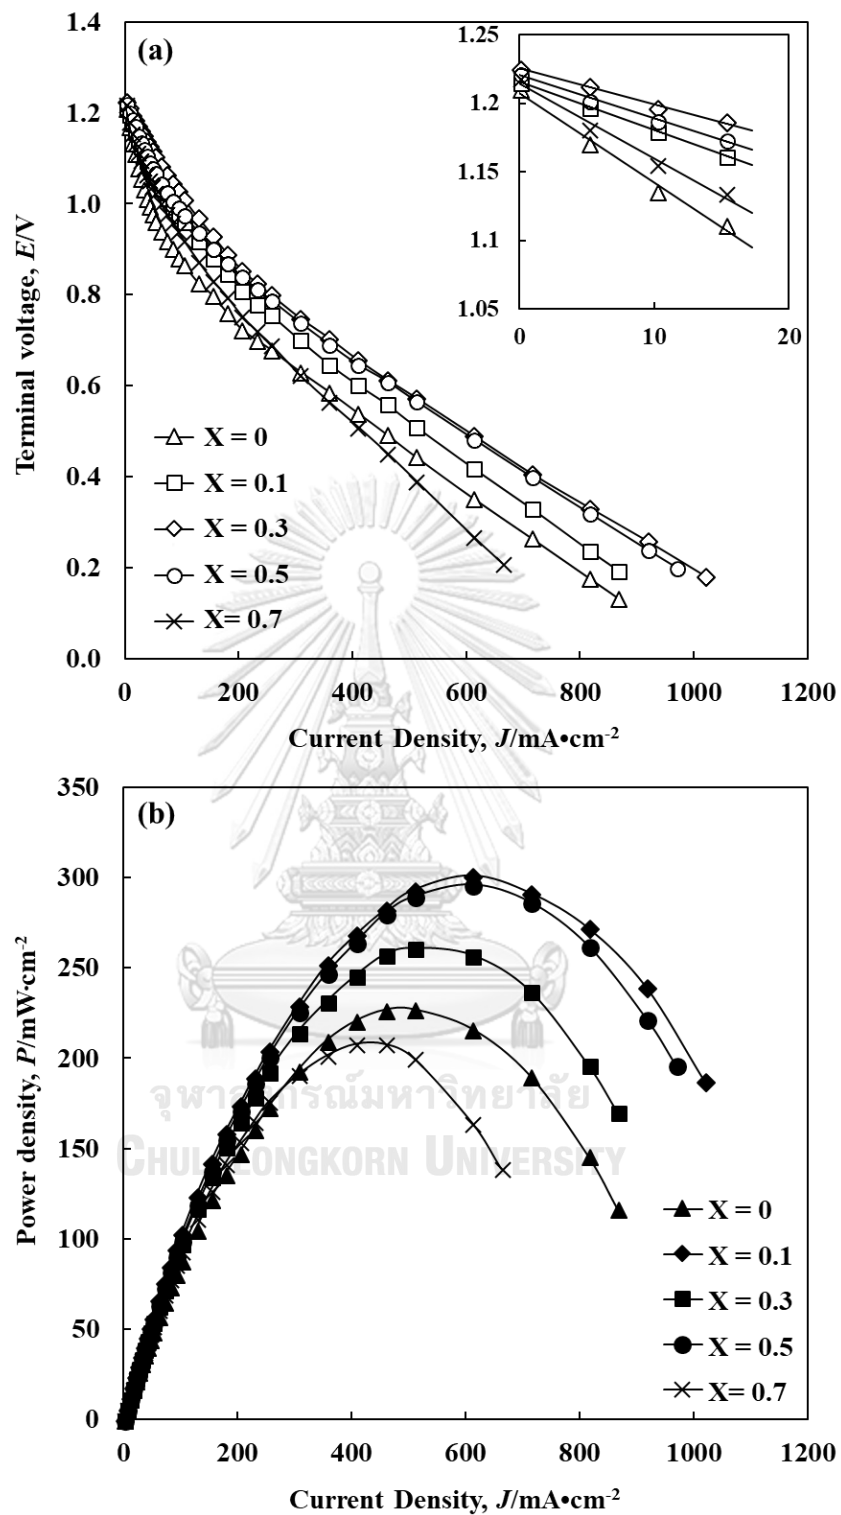 (a)
1.4
1.2
1.0
0.8
0.6
0.4
0.2
0.0
Terminal voltage, E/V
0
200
400
600
800
1000
1200
Current Density, J/mA•cm-2
1.25
1.2
1.15
1.1
1.05
0
10
20
X = 0
X = 0.1
X = 0.3
X = 0.5
X= 0.7
(b)
350
300
250
200
150
100
50
0
Power density, P/mW·cm-2
0
200
400
600
800
1000
1200
Current Density, J/mA•cm-2
X = 0
X = 0.1
X = 0.3
X = 0.5
X= 0.7
จุฬาลงกรณ์มหาวิทยาลัย
CHULALONGKORN UNIVERSITY